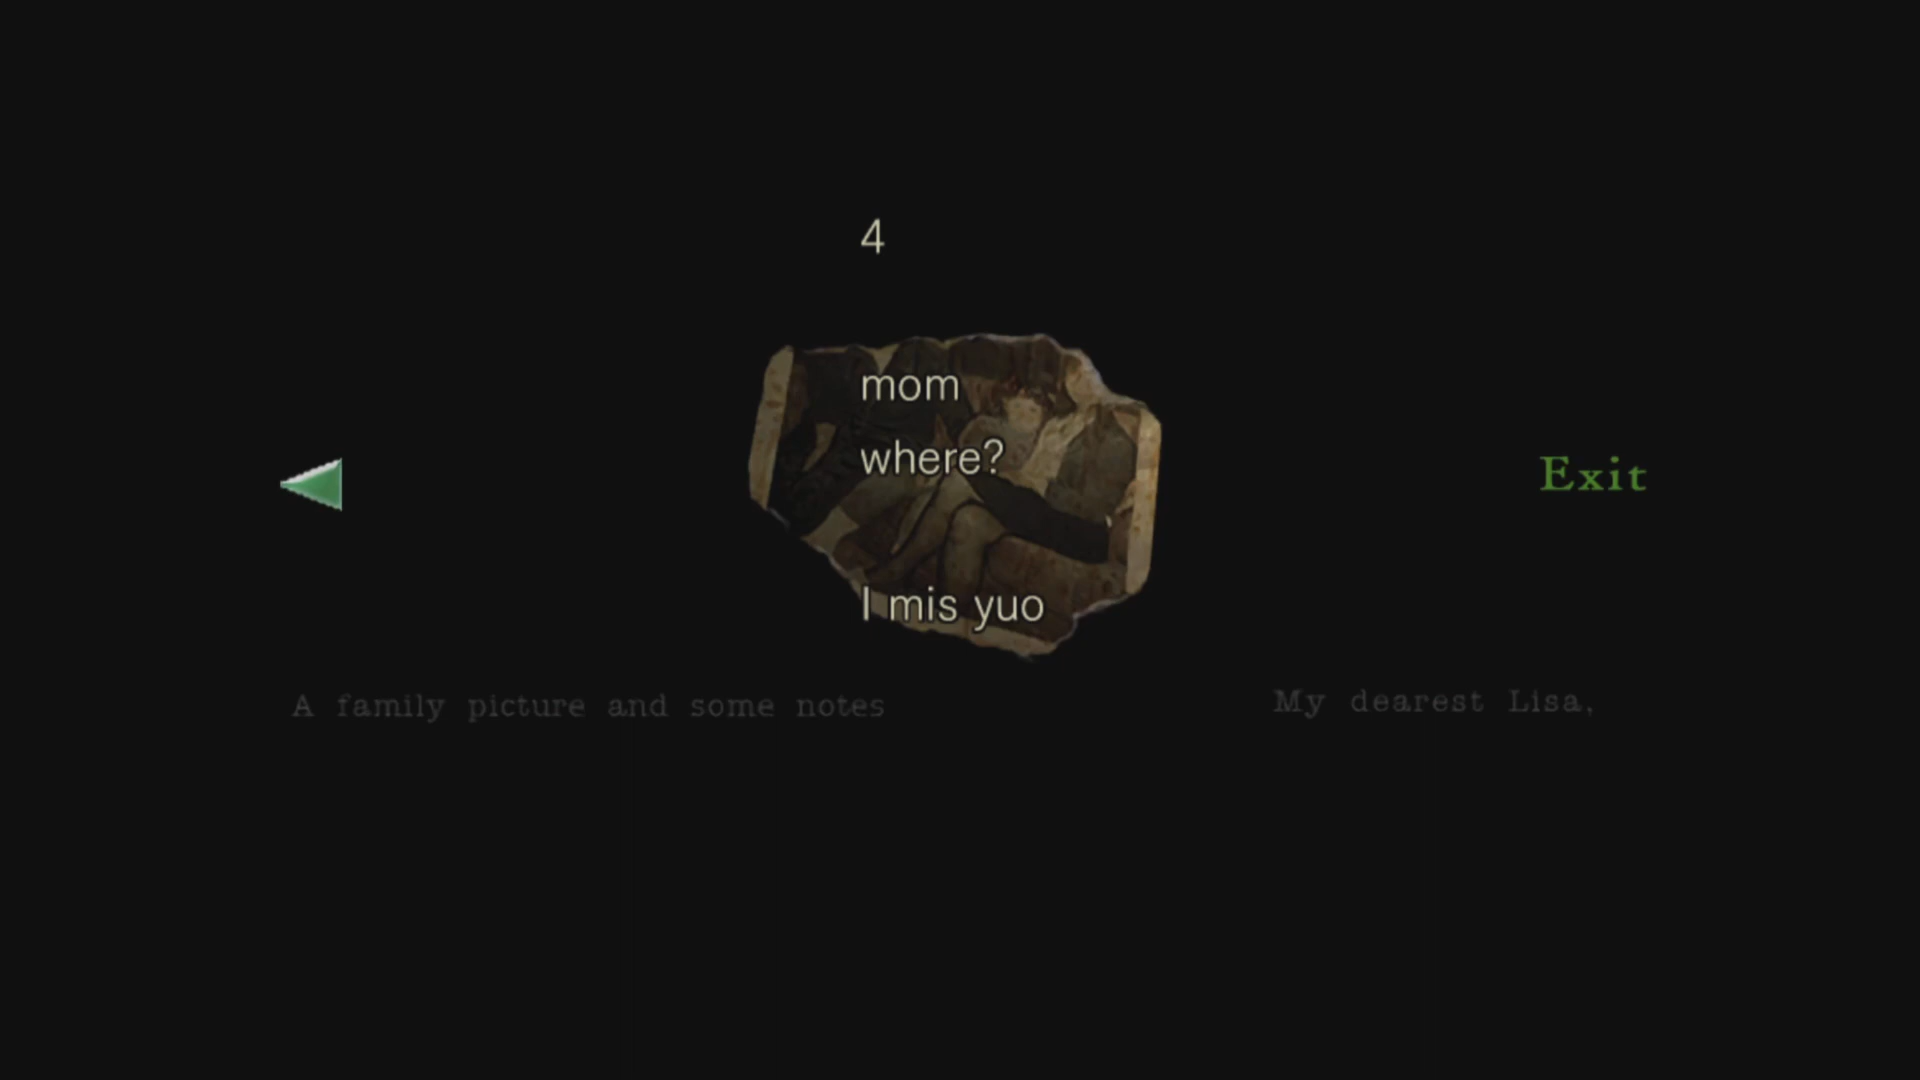 4
mom
where?
I mis yuo
Exit
A family picture and some notes
My dearest Lisa,